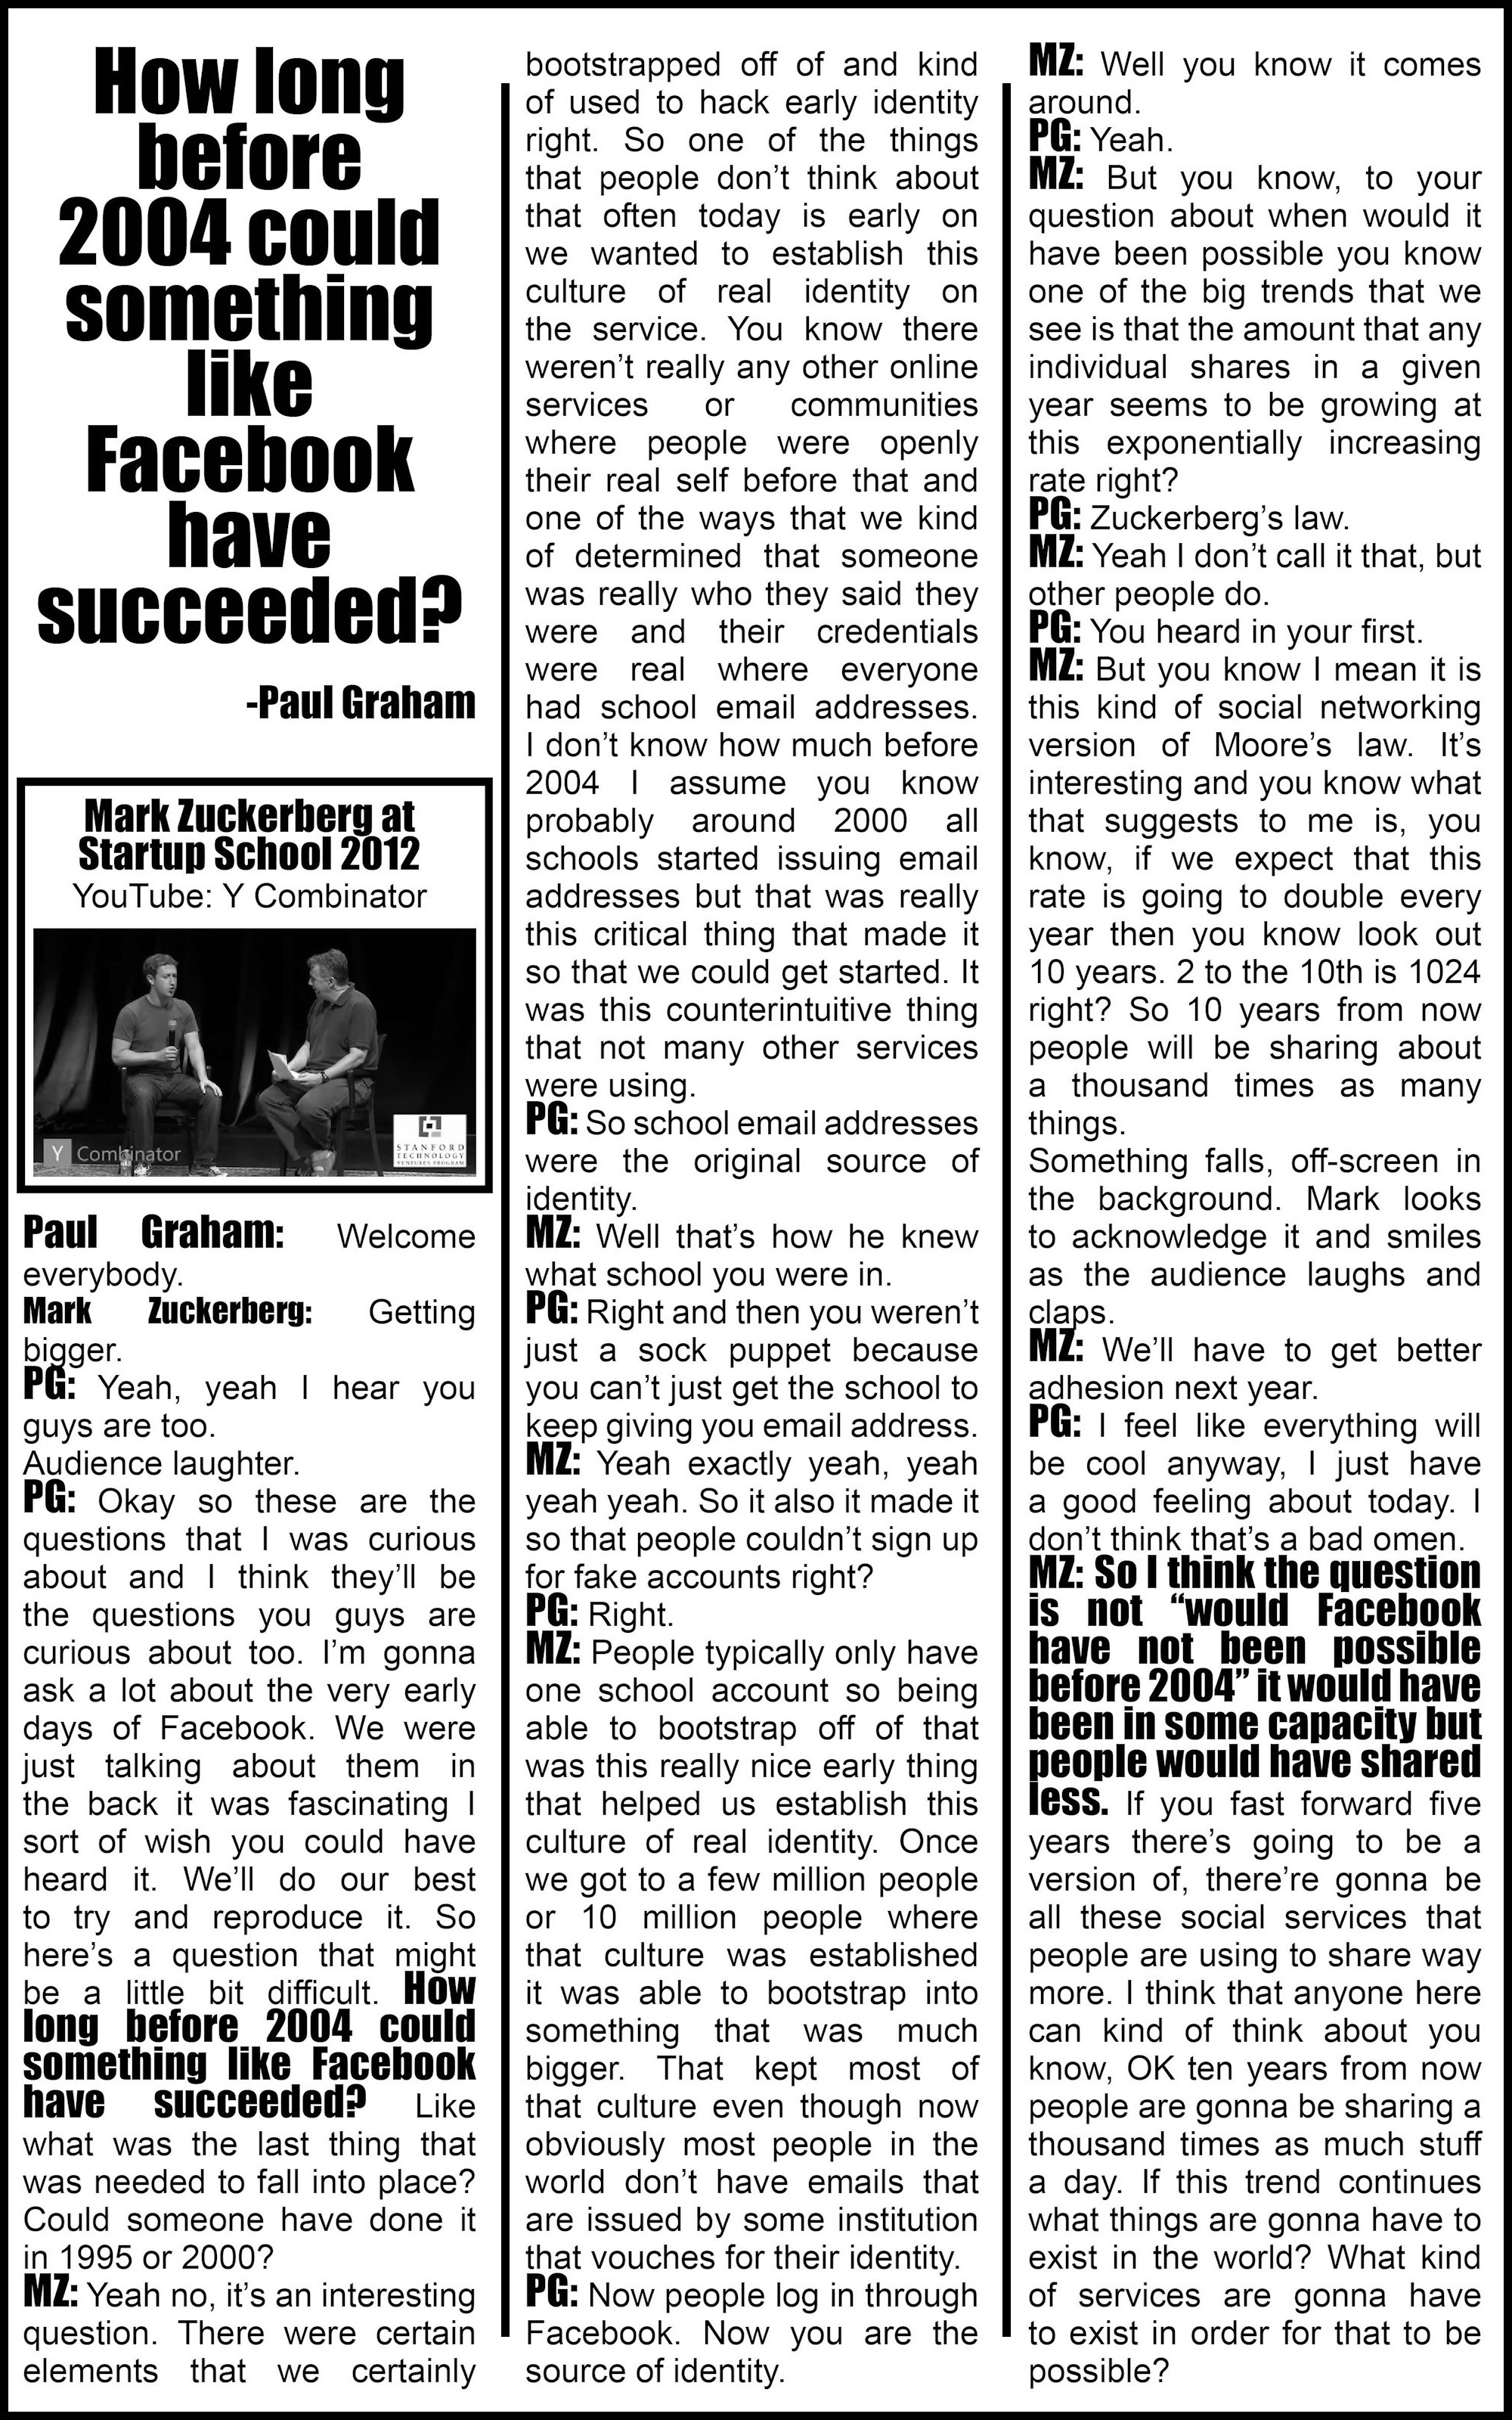 How long
before
2004 could
something
like
Facebook
have
succeeded?
-Paul Graham
Mark Zuckerberg at
Startup School 2012
YouTube: Y Combinator
Y Combinator
STANFORD
TECHNOLOGY
VENTURES PROGRAM
Paul Graham: Welcome
everybody.
Mark Zuckerberg: Getting
bigger.
PG: Yeah, yeah I hear you
guys are too.
Audience laughter.
PG: Okay so these are the
questions that I was curious
about and I think they’ll be
the questions you guys are
curious about too. I’m gonna
ask a lot about the very early
days of Facebook. We were
just talking about them in
the back it was fascinating I
sort of wish you could have
heard it. We’ll do our best
to try and reproduce it. So
here’s a question that might
be a little bit difficult. How
long before 2004 could
something like Facebook
have succeeded? Like
what was the last thing that
was needed to fall into place?
Could someone have done it
in 1995 or 2000?
MZ: Yeah no, it’s an interesting
question. There were certain
elements that we certainly
bootstrapped off of and kind
of used to hack early identity
right. So one of the things
that people don’t think about
that often today is early on
we wanted to establish this
culture of real identity on
the service. You know there
weren’t really any other online
services or communities
where people were openly
their real self before that and
one of the ways that we kind
of determined that someone
was really who they said they
were and their credentials
were real where everyone
had school email addresses.
I don’t know how much before
2004 I assume you know
probably around 2000 all
schools started issuing email
addresses but that was really
this critical thing that made it
so that we could get started. It
was this counterintuitive thing
that not many other services
were using.
PG: So school email addresses
were the original source of
identity.
MZ: Well that’s how he knew
what school you were in.
PG: Right and then you weren’t
just a sock puppet because
you can’t just get the school to
keep giving you email address.
MZ: Yeah exactly yeah, yeah
yeah yeah. So it also it made it
so that people couldn’t sign up
for fake accounts right?
PG: Right.
MZ: People typically only have
one school account so being
able to bootstrap off of that
was this really nice early thing
that helped us establish this
culture of real identity. Once
we got to a few million people
or 10 million people where
that culture was established
it was able to bootstrap into
something that was much
bigger. That kept most of
that culture even though now
obviously most people in the
world don’t have emails that
are issued by some institution
that vouches for their identity.
PG: Now people log in through
Facebook. Now you are the
source of identity.
MZ: Well you know it comes
around.
PG: Yeah.
MZ: But you know, to your
question about when would it
have been possible you know
one of the big trends that we
see is that the amount that any
individual shares in a given
year seems to be growing at
this exponentially increasing
rate right?
PG: Zuckerberg’s law.
MZ: Yeah I don’t call it that, but
other people do.
PG: You heard in your first.
MZ: But you know I mean it is
this kind of social networking
version of Moore’s law. It’s
interesting and you know what
that suggests to me is, you
know, if we expect that this
rate is going to double every
year then you know look out
10 years. 2 to the 10th is 1024
right? So 10 years from now
people will be sharing about
a thousand times as many
things.
Something falls, off-screen in
the background. Mark looks
to acknowledge it and smiles
as the audience laughs and
claps.
MZ: We’ll have to get better
adhesion next year.
PG: I feel like everything will
be cool anyway, I just have
a good feeling about today. I
don’t think that’s a bad omen.
MZ: So I think the question
is not “would Facebook
have not been possible
before 2004” it would have
been in some capacity but
people would have shared
less. If you fast forward five
years there’s going to be a
version of, there’re gonna be
all these social services that
people are using to share way
more. I think that anyone here
can kind of think about you
know, OK ten years from now
people are gonna be sharing a
thousand times as much stuff
a day. If this trend continues
what things are gonna have to
exist in the world? What kind
of services are gonna have
to exist in order for that to be
possible?